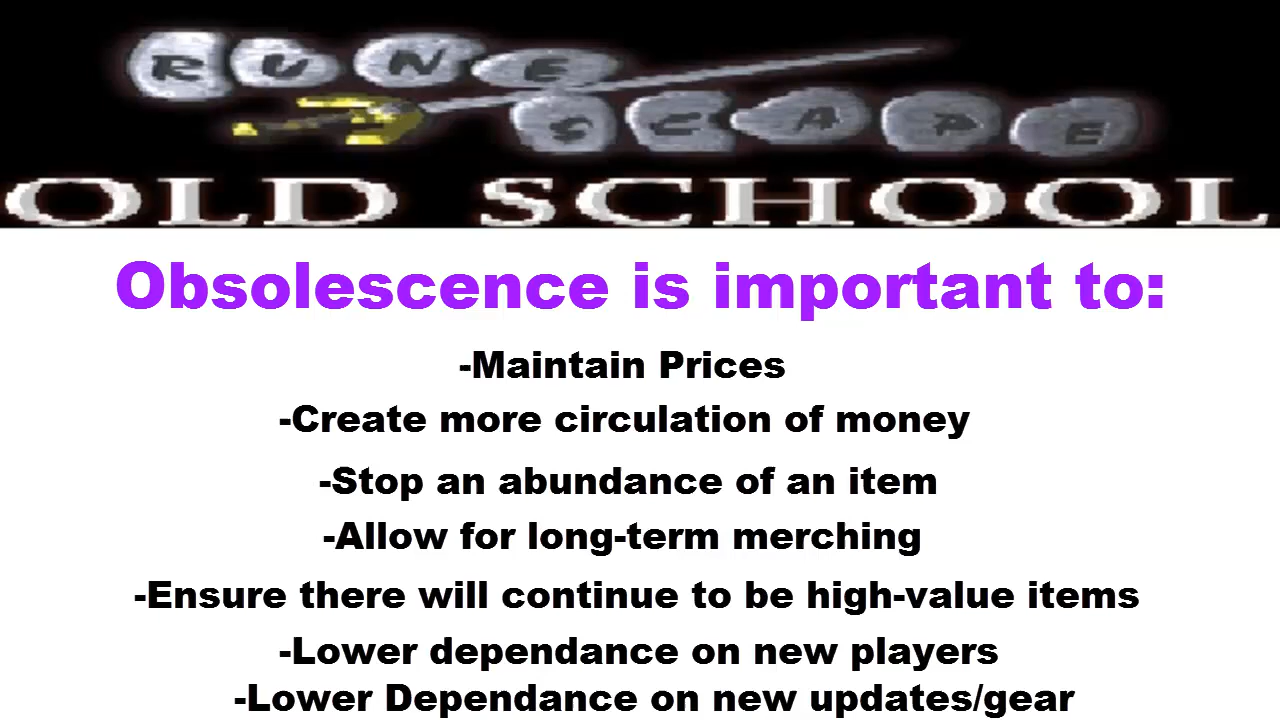 RUNE
SCAPE
OLD SCHOOL
Obsolescence is important to:
-Maintain Prices
-Create more circulation of money
-Stop an abundance of an item
-Allow for long-term merching
-Ensure there will continue to be high-value items
-Lower dependance on new players
-Lower Dependance on new updates/gear